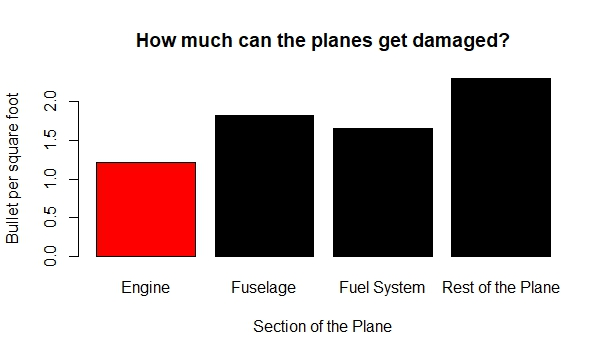 How much can the planes get damaged?
Bullet per square foot
2.0
1.5
1.0
0.5
0.0
Engine Fuselage Fuel System Rest of the Plane
Section of the Plane